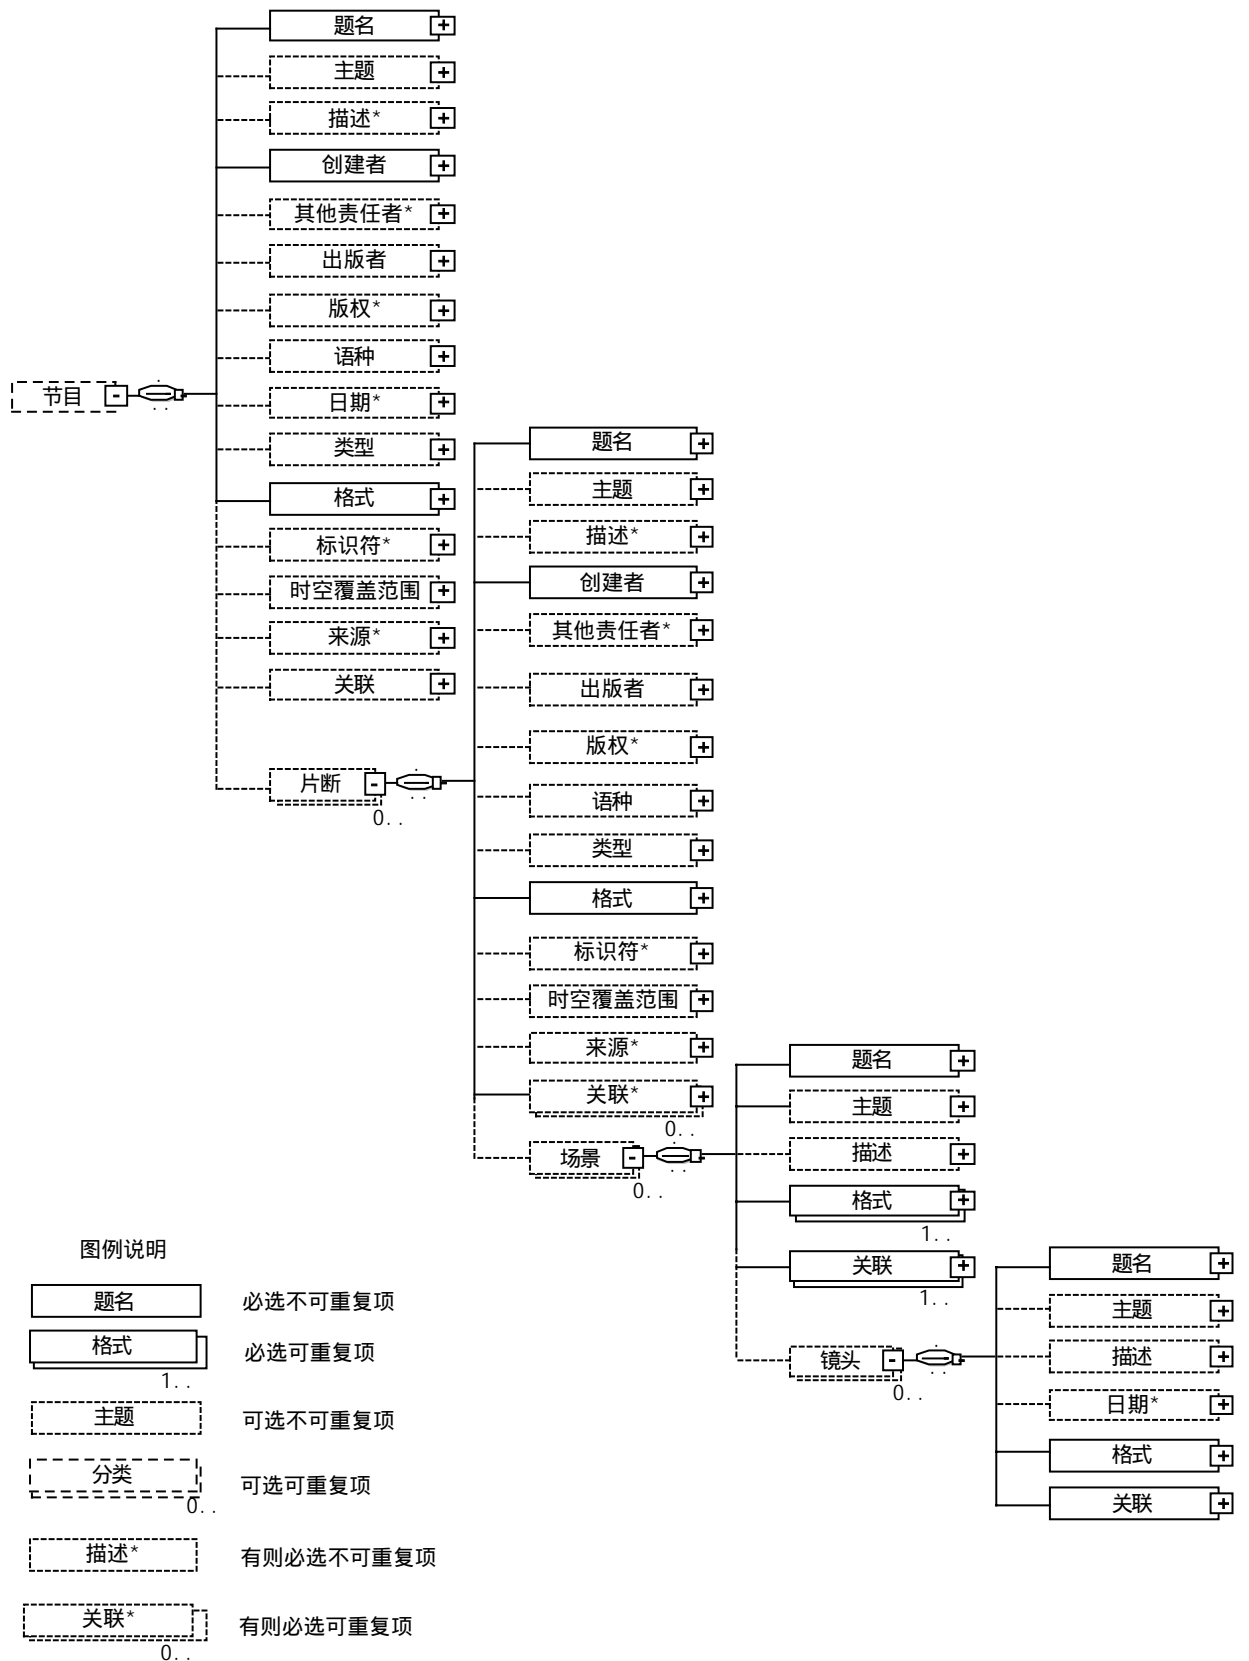 题名
主题
描述*
创建者
其他责任者*
出版者
版权*
语种
节目
日期*
类型
格式
标识符*
时空覆盖范围
来源*
关联
片断
0..
题名
主题
描述*
创建者
其他责任者*
出版者
版权*
语种
类型
格式
标识符*
时空覆盖范围
来源*
关联*
0..
场景
0..
题名
主题
描述
格式
1..
关联
1..
镜头
0..
题名
主题
描述
日期*
格式
关联
图例说明
题名 必选不可重复项
格式 必选可重复项
1..
主题 可选不可重复项
分类 可选可重复项
0..
描述* 有则必选不可重复项
关联* 有则必选可重复项
0..